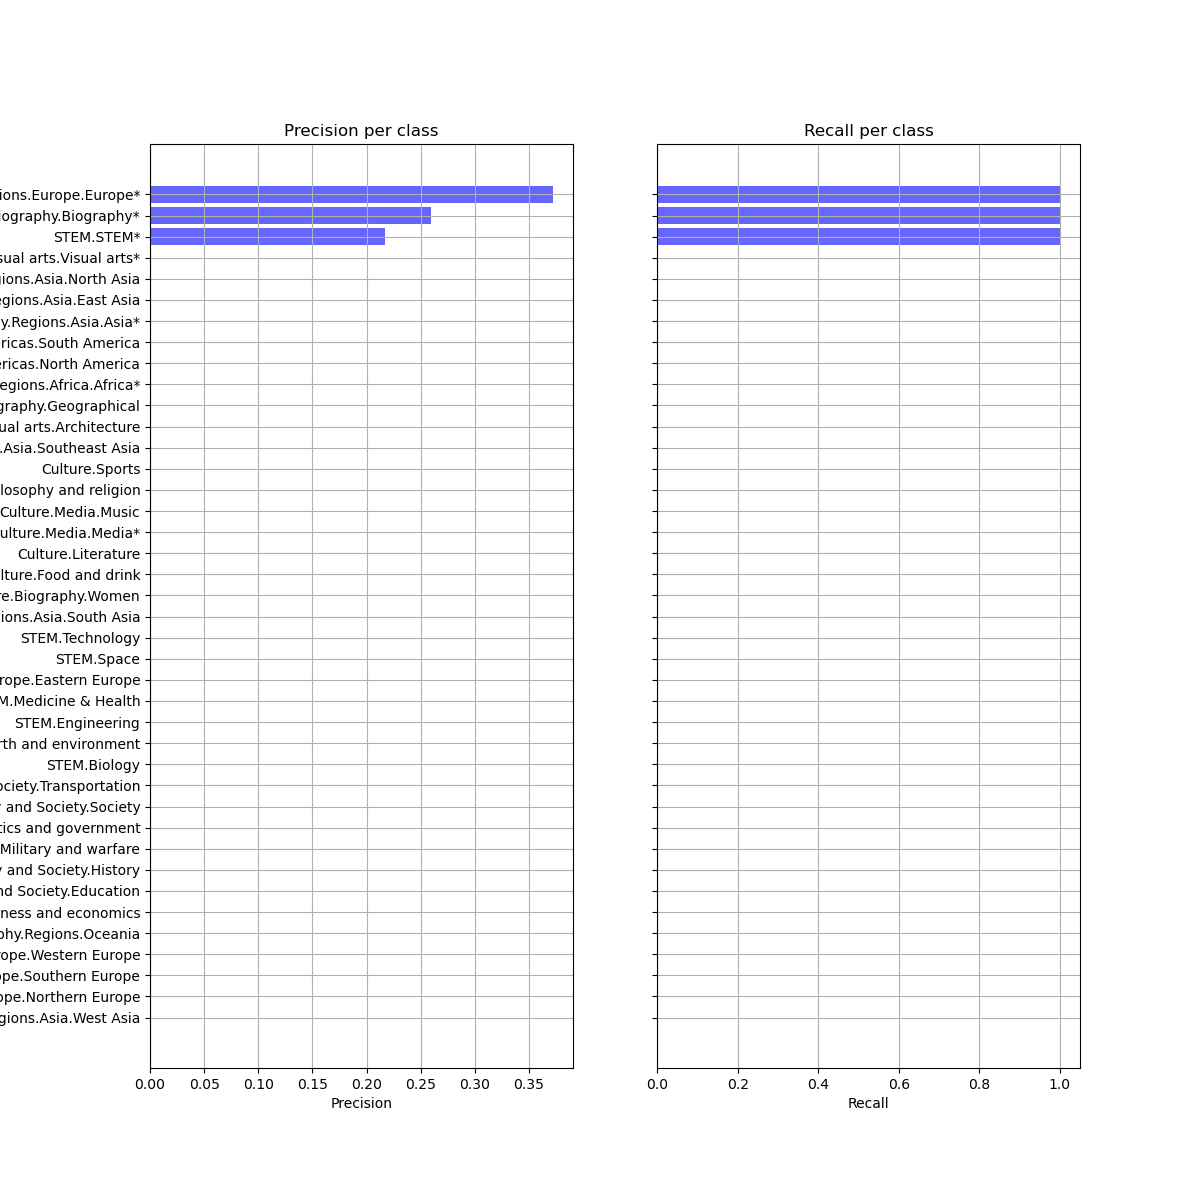 Precision per class
Recall per class
ions.Europe.Europe*
iography.Biography*
STEM.STEM*
sual arts.Visual arts*
ions.Asia.North Asia
egions.Asia.East Asia
y.Regions.Asia.Asia*
ricas.South America
ericas.North America
egions.Africa.Africa*
graphy.Geographical
ual arts.Architecture
.Asia.Southeast Asia
Culture.Sports
losophy and religion
Culture.Media.Music
ulture.Media.Media*
Culture.Literature
lture.Food and drink
re.Biography.Women
ions.Asia.South Asia
STEM.Technology
STEM.Space
rope.Eastern Europe
M.Medicine & Health
STEM.Engineering
rth and environment
STEM.Biology
ociety.Transportation
and Society.Society
tics and government
Military and warfare
and Society.History
nd Society.Education
ness and economics
phy.Regions.Oceania
ope.Western Europe
ope.Southern Europe
ope.Northern Europe
gions.Asia.West Asia
0.00 0.05 0.10 0.15 0.20 0.25 0.30 0.35
0.0 0.2 0.4 0.6 0.8 1.0
Precision
Recall